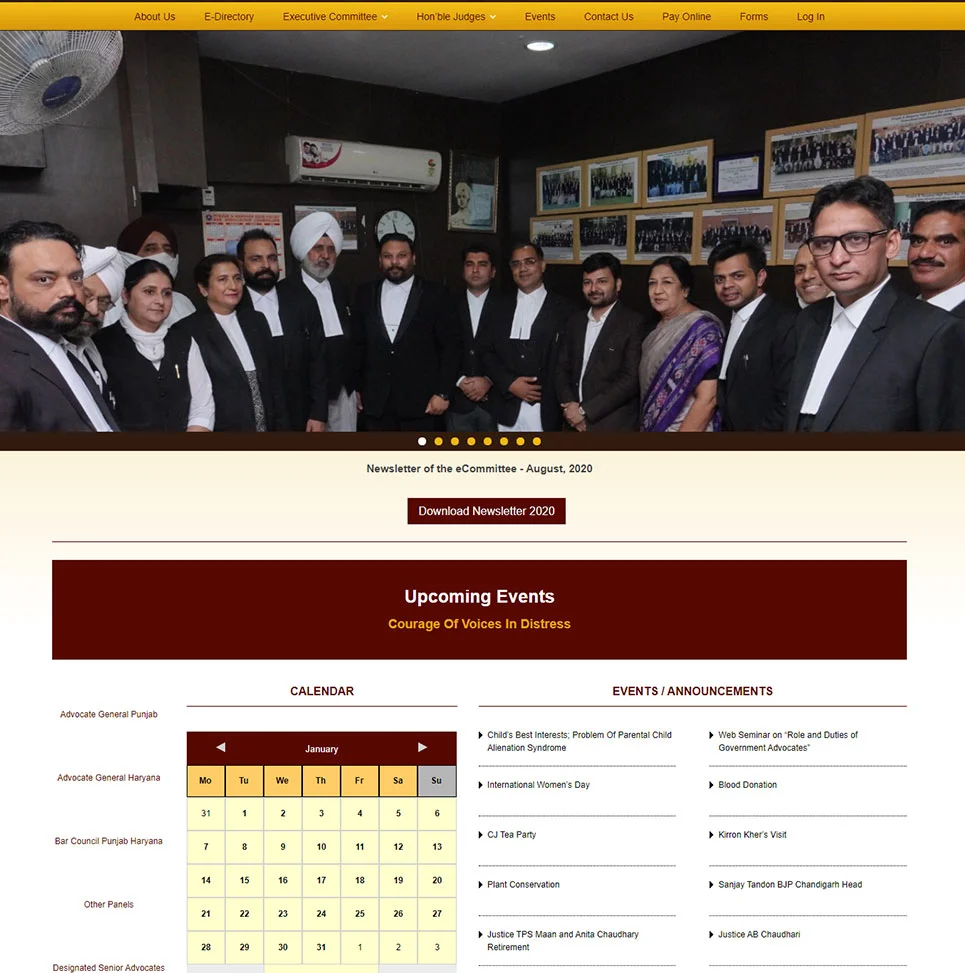 About Us E-Directory Executive Committee Hon'ble Judges Events Contact Us Pay Online Forms Log In
Newsletter of the eCommittee - August, 2020
Download Newsletter 2020
Upcoming Events
Courage Of Voices In Distress
Advocate General Punjab
Advocate General Haryana
Bar Council Punjab Haryana
Other Panels
Designated Senior Advocates
CALENDAR
January
Mo Tu We Th Fr Sa Su
31 1 2 3 4 5 6
7 8 9 10 11 12 13
14 15 16 17 18 19 20
21 22 23 24 25 26 27
28 29 30 31 1 2 3
EVENTS / ANNOUNCEMENTS
Child's Best Interests; Problem Of Parental Child
Alienation Syndrome
International Women's Day
CJ Tea Party
Plant Conservation
Justice TPS Maan and Anita Chaudhary
Retirement
Web Seminar on “Role and Duties of
Government Advocates”
Blood Donation
Kirron Kher's Visit
Sanjay Tandon BJP Chandigarh Head
Justice AB Chaudhari